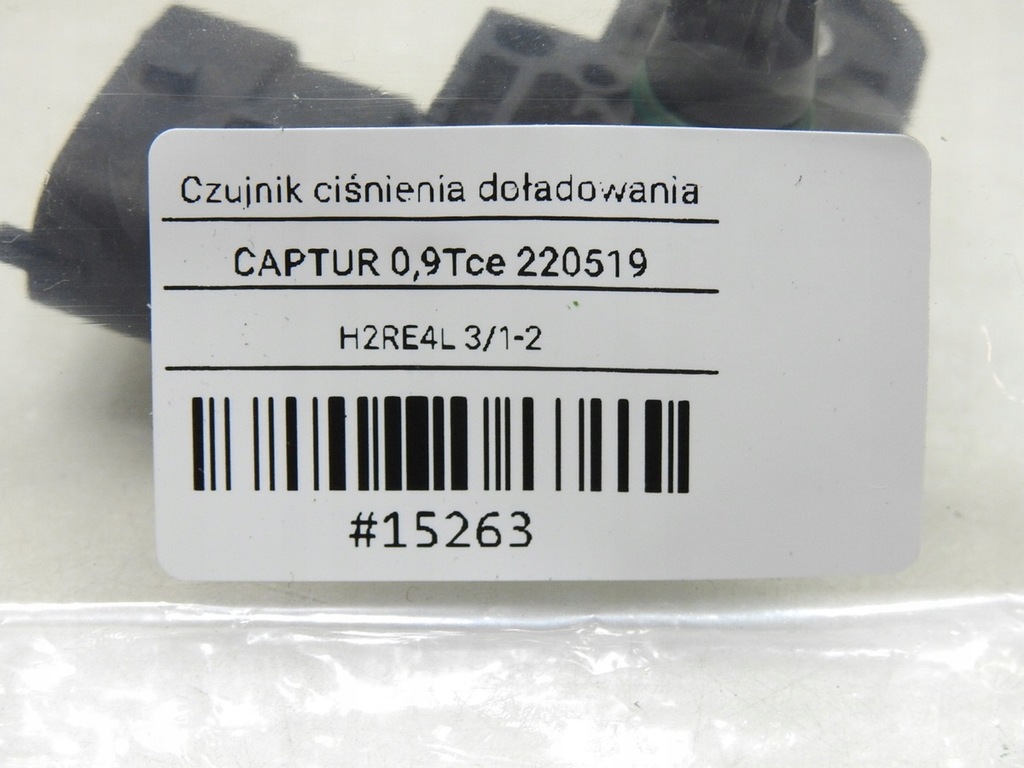 Czujnik ciśnienia doładowania
CAPTUR 0,9Tce 220519
H2RE4L 3/1-2
#15263